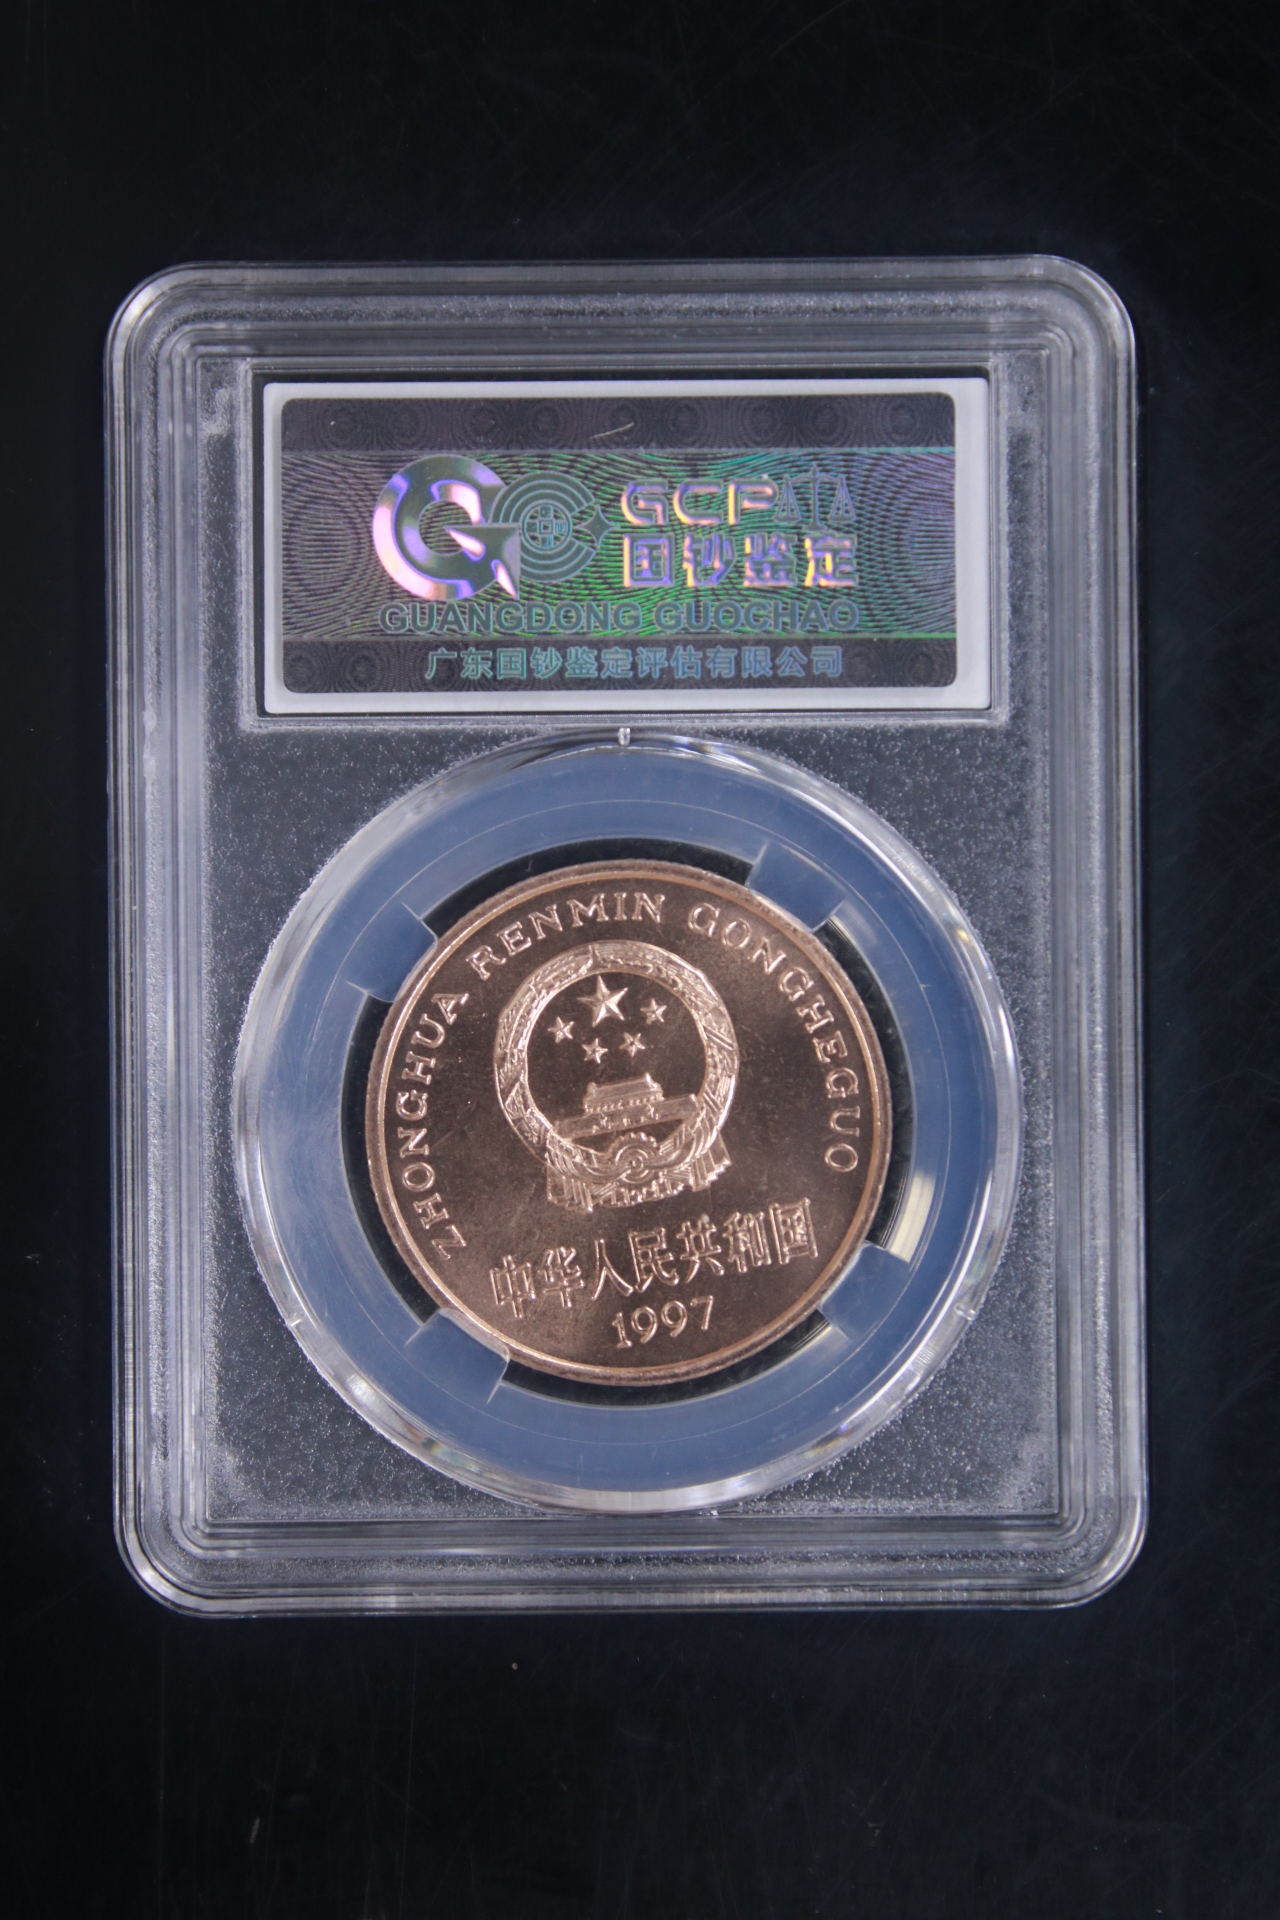 GCP
国钞鉴定
GUANGDONG GUOCHAO
广东国钞鉴定评估有限公司
ZHONGHUA RENMIN GONGHEGUO
中华人民共和国
1997